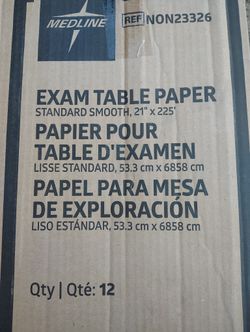 MEDLINE
REF NON23326
EXAM TABLE PAPER
STANDARD SMOOTH, 21" x 225'
PAPIER POUR
TABLE D'EXAMEN
LISSE STANDARD, 53.3 cm x 6858 cm
PAPEL PARA MESA
DE EXPLORACIÓN
LISO ESTÁNDAR, 53.3 cm x 6858 cm
Qty | Qté: 12